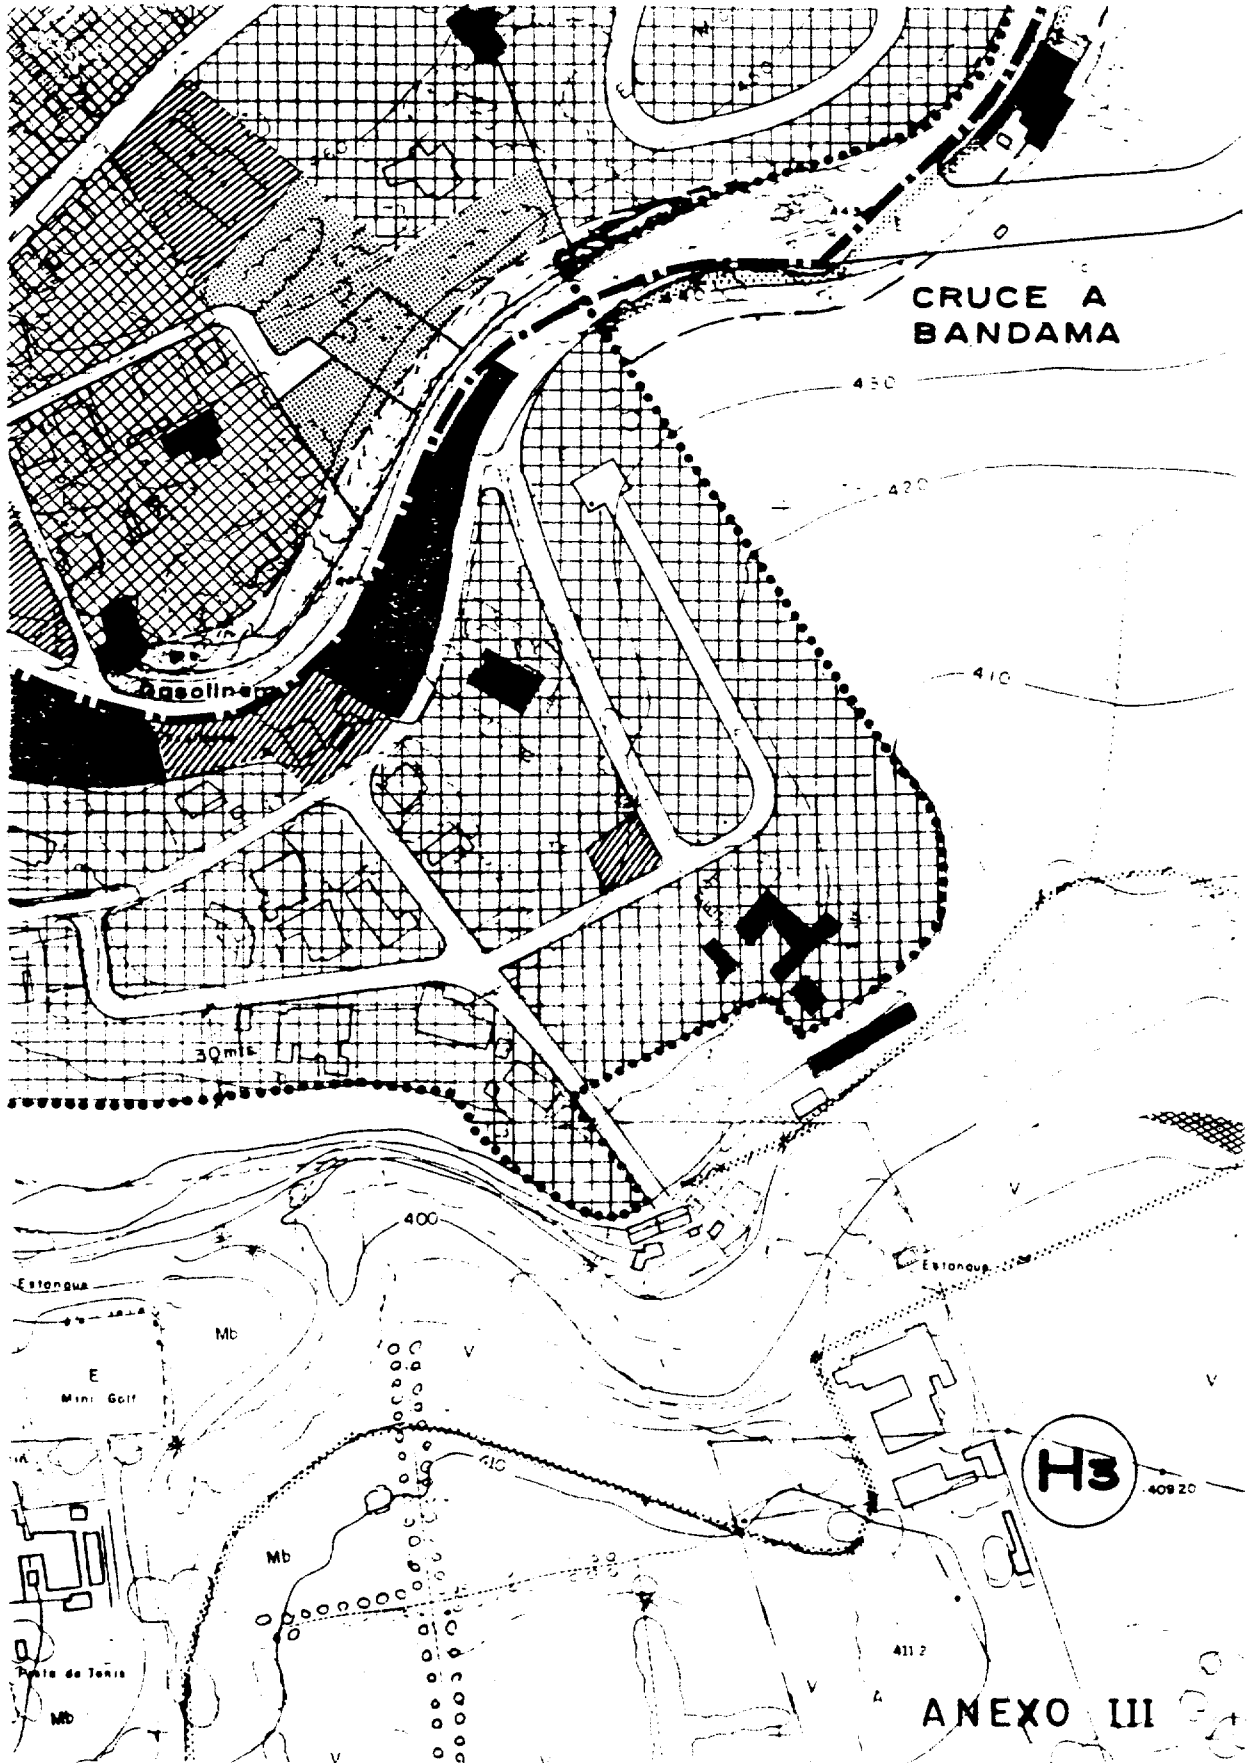 CRUCE A
BANDAMA
430
420
410
Gasolinera
30 mts.
400
Estanque
Estanque
Mb
E
Mini Golf
V
V
V
410
H3
409.20
Mb
411.2
Pista de Tenis
Mb
V
A
V
ANEXO III